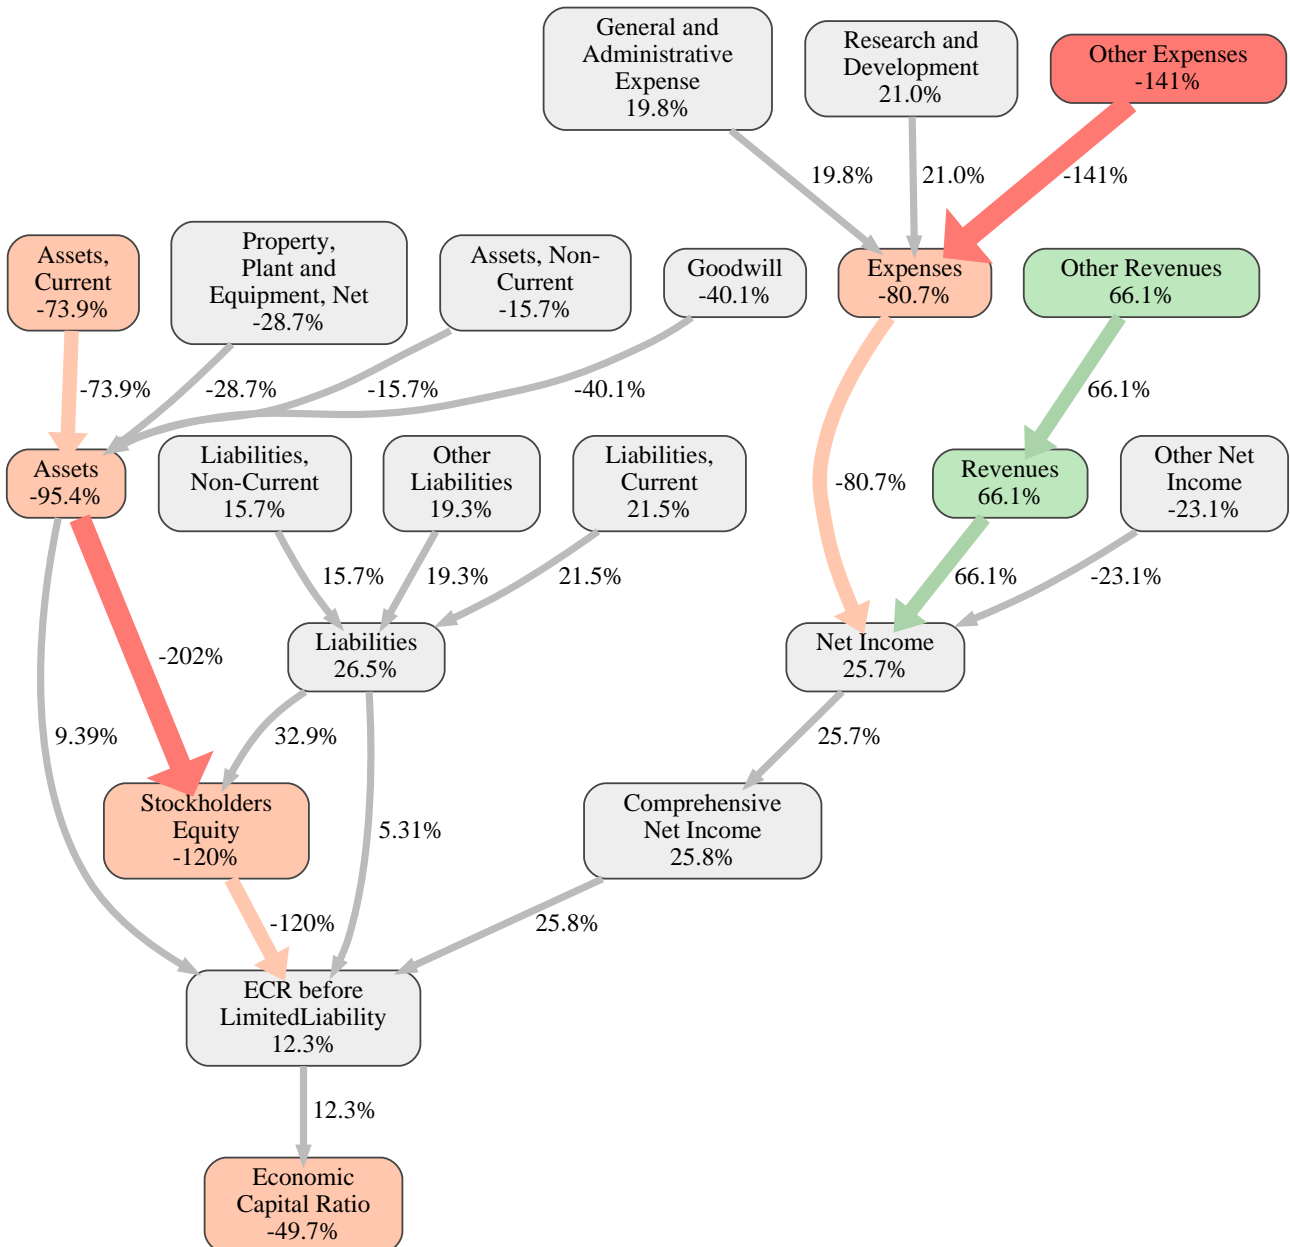 General and
Administrative
Expense
19.8%
Research and
Development
21.0%
Other Expenses
-141%
19.8%
21.0%
-141%
Assets,
Current
-73.9%
Property,
Plant and
Equipment, Net
-28.7%
Assets, Non-
Current
-15.7%
Goodwill
-40.1%
Expenses
-80.7%
Other Revenues
66.1%
-73.9%
-28.7%
-15.7%
-40.1%
66.1%
Assets
-95.4%
Liabilities,
Non-Current
15.7%
Other
Liabilities
19.3%
Liabilities,
Current
21.5%
-80.7%
Revenues
66.1%
Other Net
Income
-23.1%
15.7%
19.3%
21.5%
66.1%
-23.1%
-202%
Liabilities
26.5%
Net Income
25.7%
9.39%
32.9%
25.7%
Stockholders
Equity
-120%
5.31%
Comprehensive
Net Income
25.8%
-120%
25.8%
ECR before
LimitedLiability
12.3%
12.3%
Economic
Capital Ratio
-49.7%